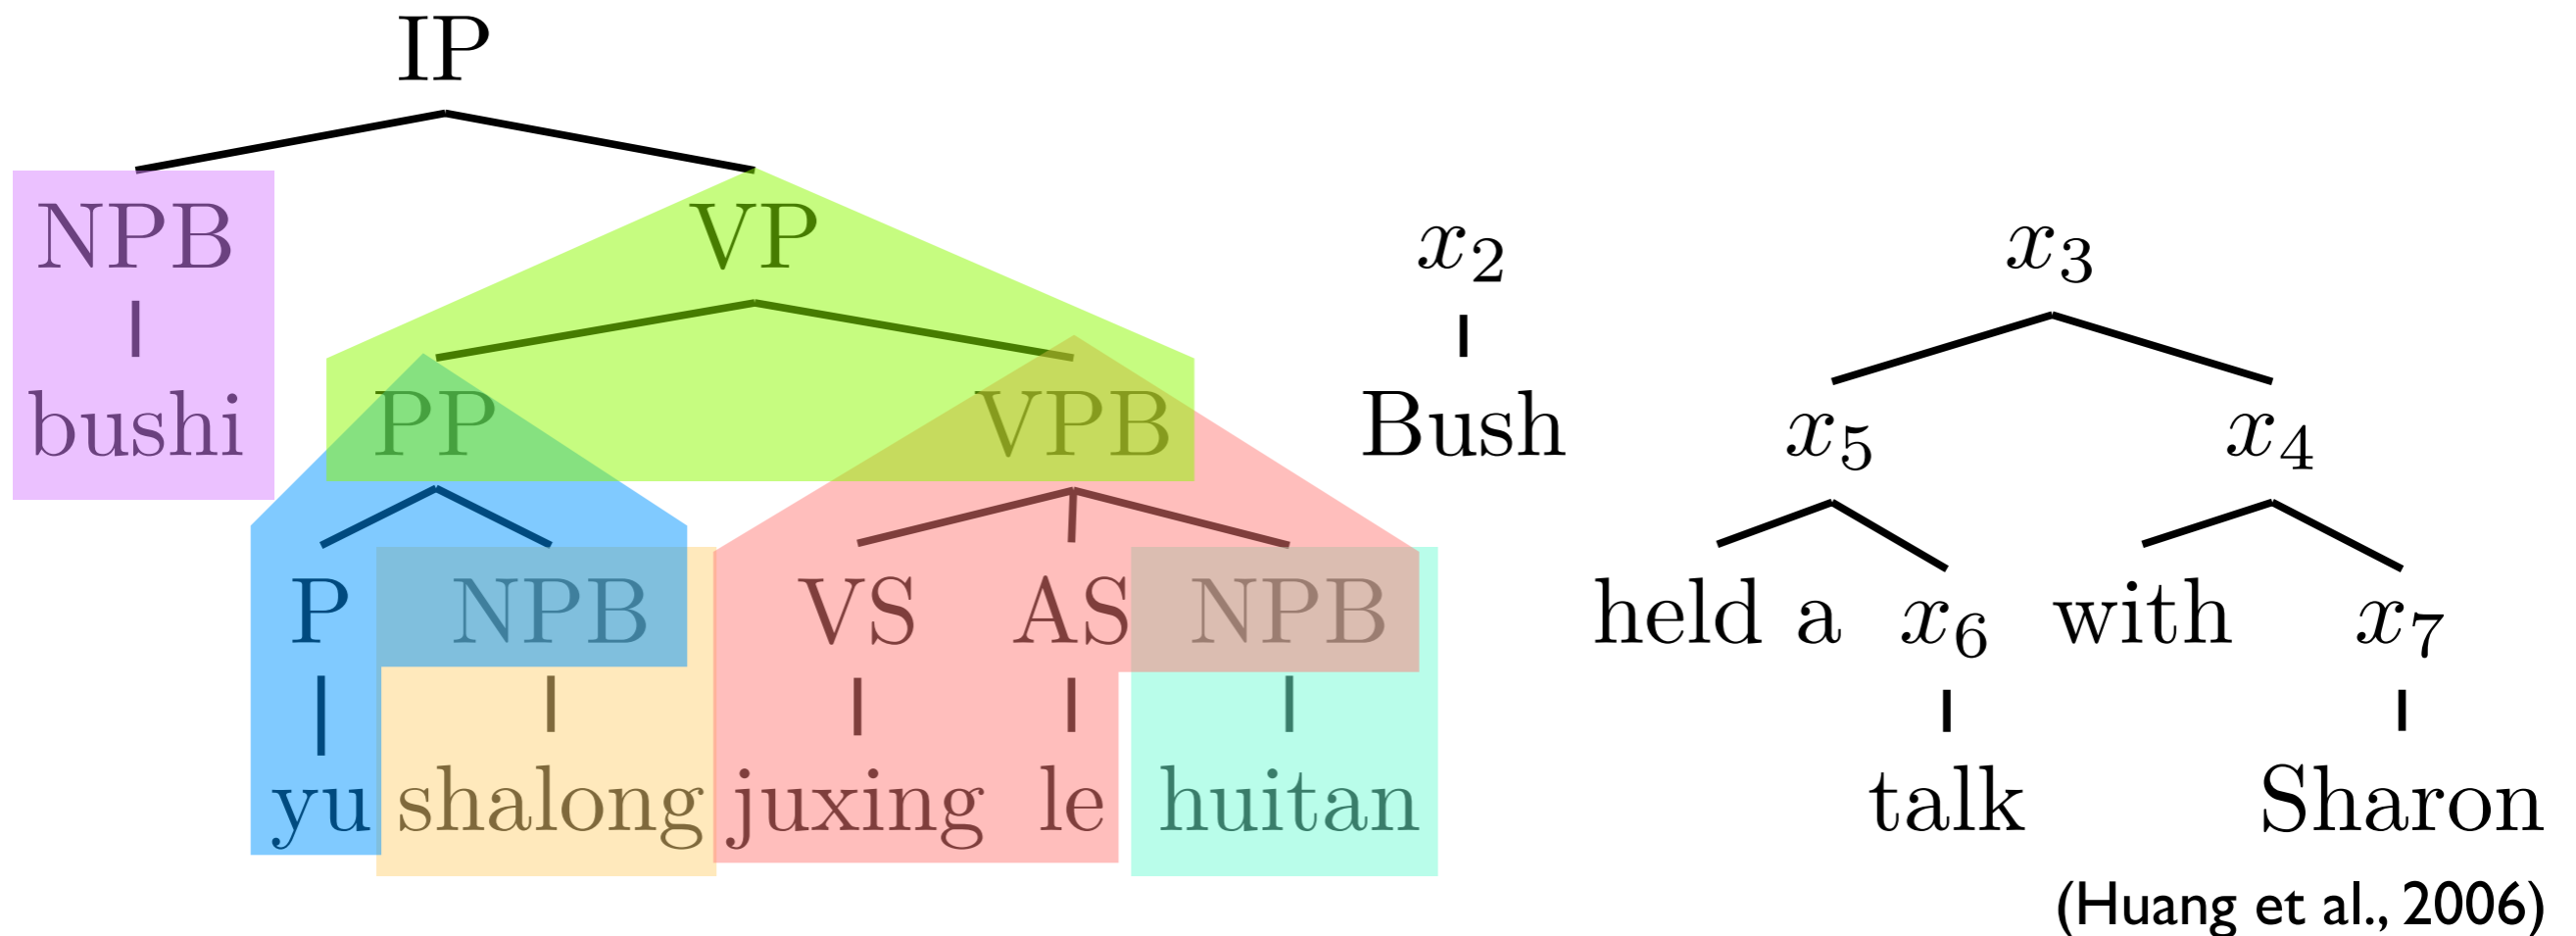 IP
NPB VP x₂ x₃
bushi PP VPB Bush x₅ x₄
P NPB VS AS NPB held a x₆ with x₇
yu shalong juxing le huitan talk Sharon
(Huang et al., 2006)